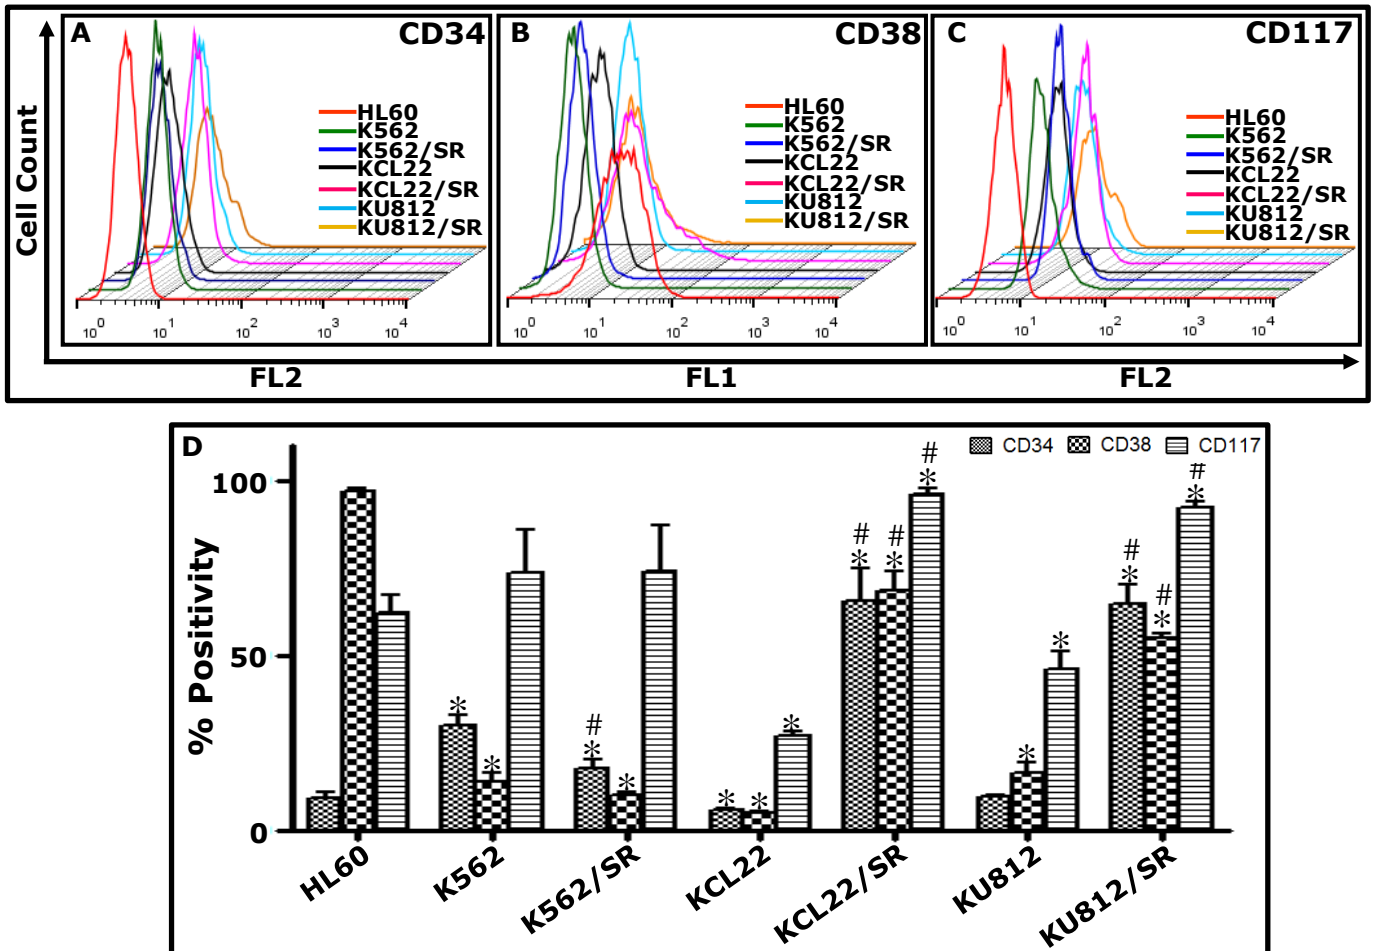 A CD34
HL60
K562
K562/SR
KCL22
KCL22/SR
KU812
KU812/SR
10^0 10^1 10^2 10^3 10^4
B CD38
HL60
K562
K562/SR
KCL22
KCL22/SR
KU812
KU812/SR
10^0 10^1 10^2 10^3 10^4
C CD117
HL60
K562
K562/SR
KCL22
KCL22/SR
KU812
KU812/SR
10^0 10^1 10^2 10^3 10^4
Cell Count
FL2 FL1 FL2
D CD34 CD38 CD117
% Positivity
100
50
0
* *
# * *
* * *
# * # * # *
* *
# * # * # *
HL60 K562 K562/SR KCL22 KCL22/SR KU812 KU812/SR